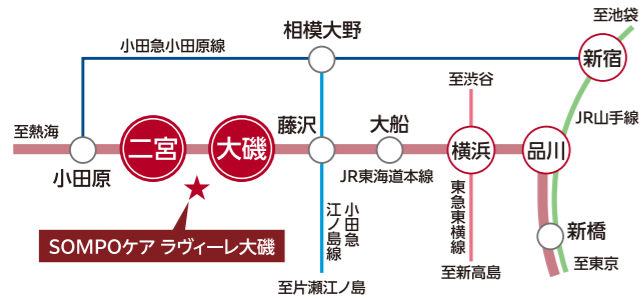 至池袋
相模大野
小田急小田原線
新宿
至渋谷
JR山手線
至熱海
二宮
大磯
藤沢
大船
横浜
品川
小田原
JR東海道本線
東急東横線
小田急
江ノ島線
新橋
SOMPOケア ラヴィーレ大磯
至東京
至新高島
至片瀬江ノ島